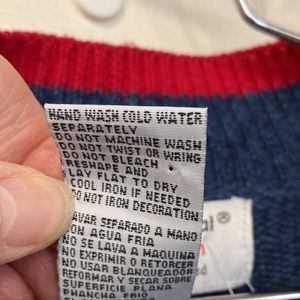 HAND WASH COLD WATER
SEPARATELY
DO NOT MACHINE WASH
DO NOT TWIST OR WRING
DO NOT BLEACH
RESHAPE AND
LAY FLAT TO DRY
COOL IRON IF NEEDED
DO NOT IRON DECORATION
LAVAR SEPARADO A MANO
CON AGUA FRIA
NO SE LAVA A MAQUINA
NO EXPRIMIR O RETORCER
NO USAR BLANQUEADOR
REFORMAR Y SECAR SOBRE
SUPERFICIE PLANA
PLANCHA FRIO
®